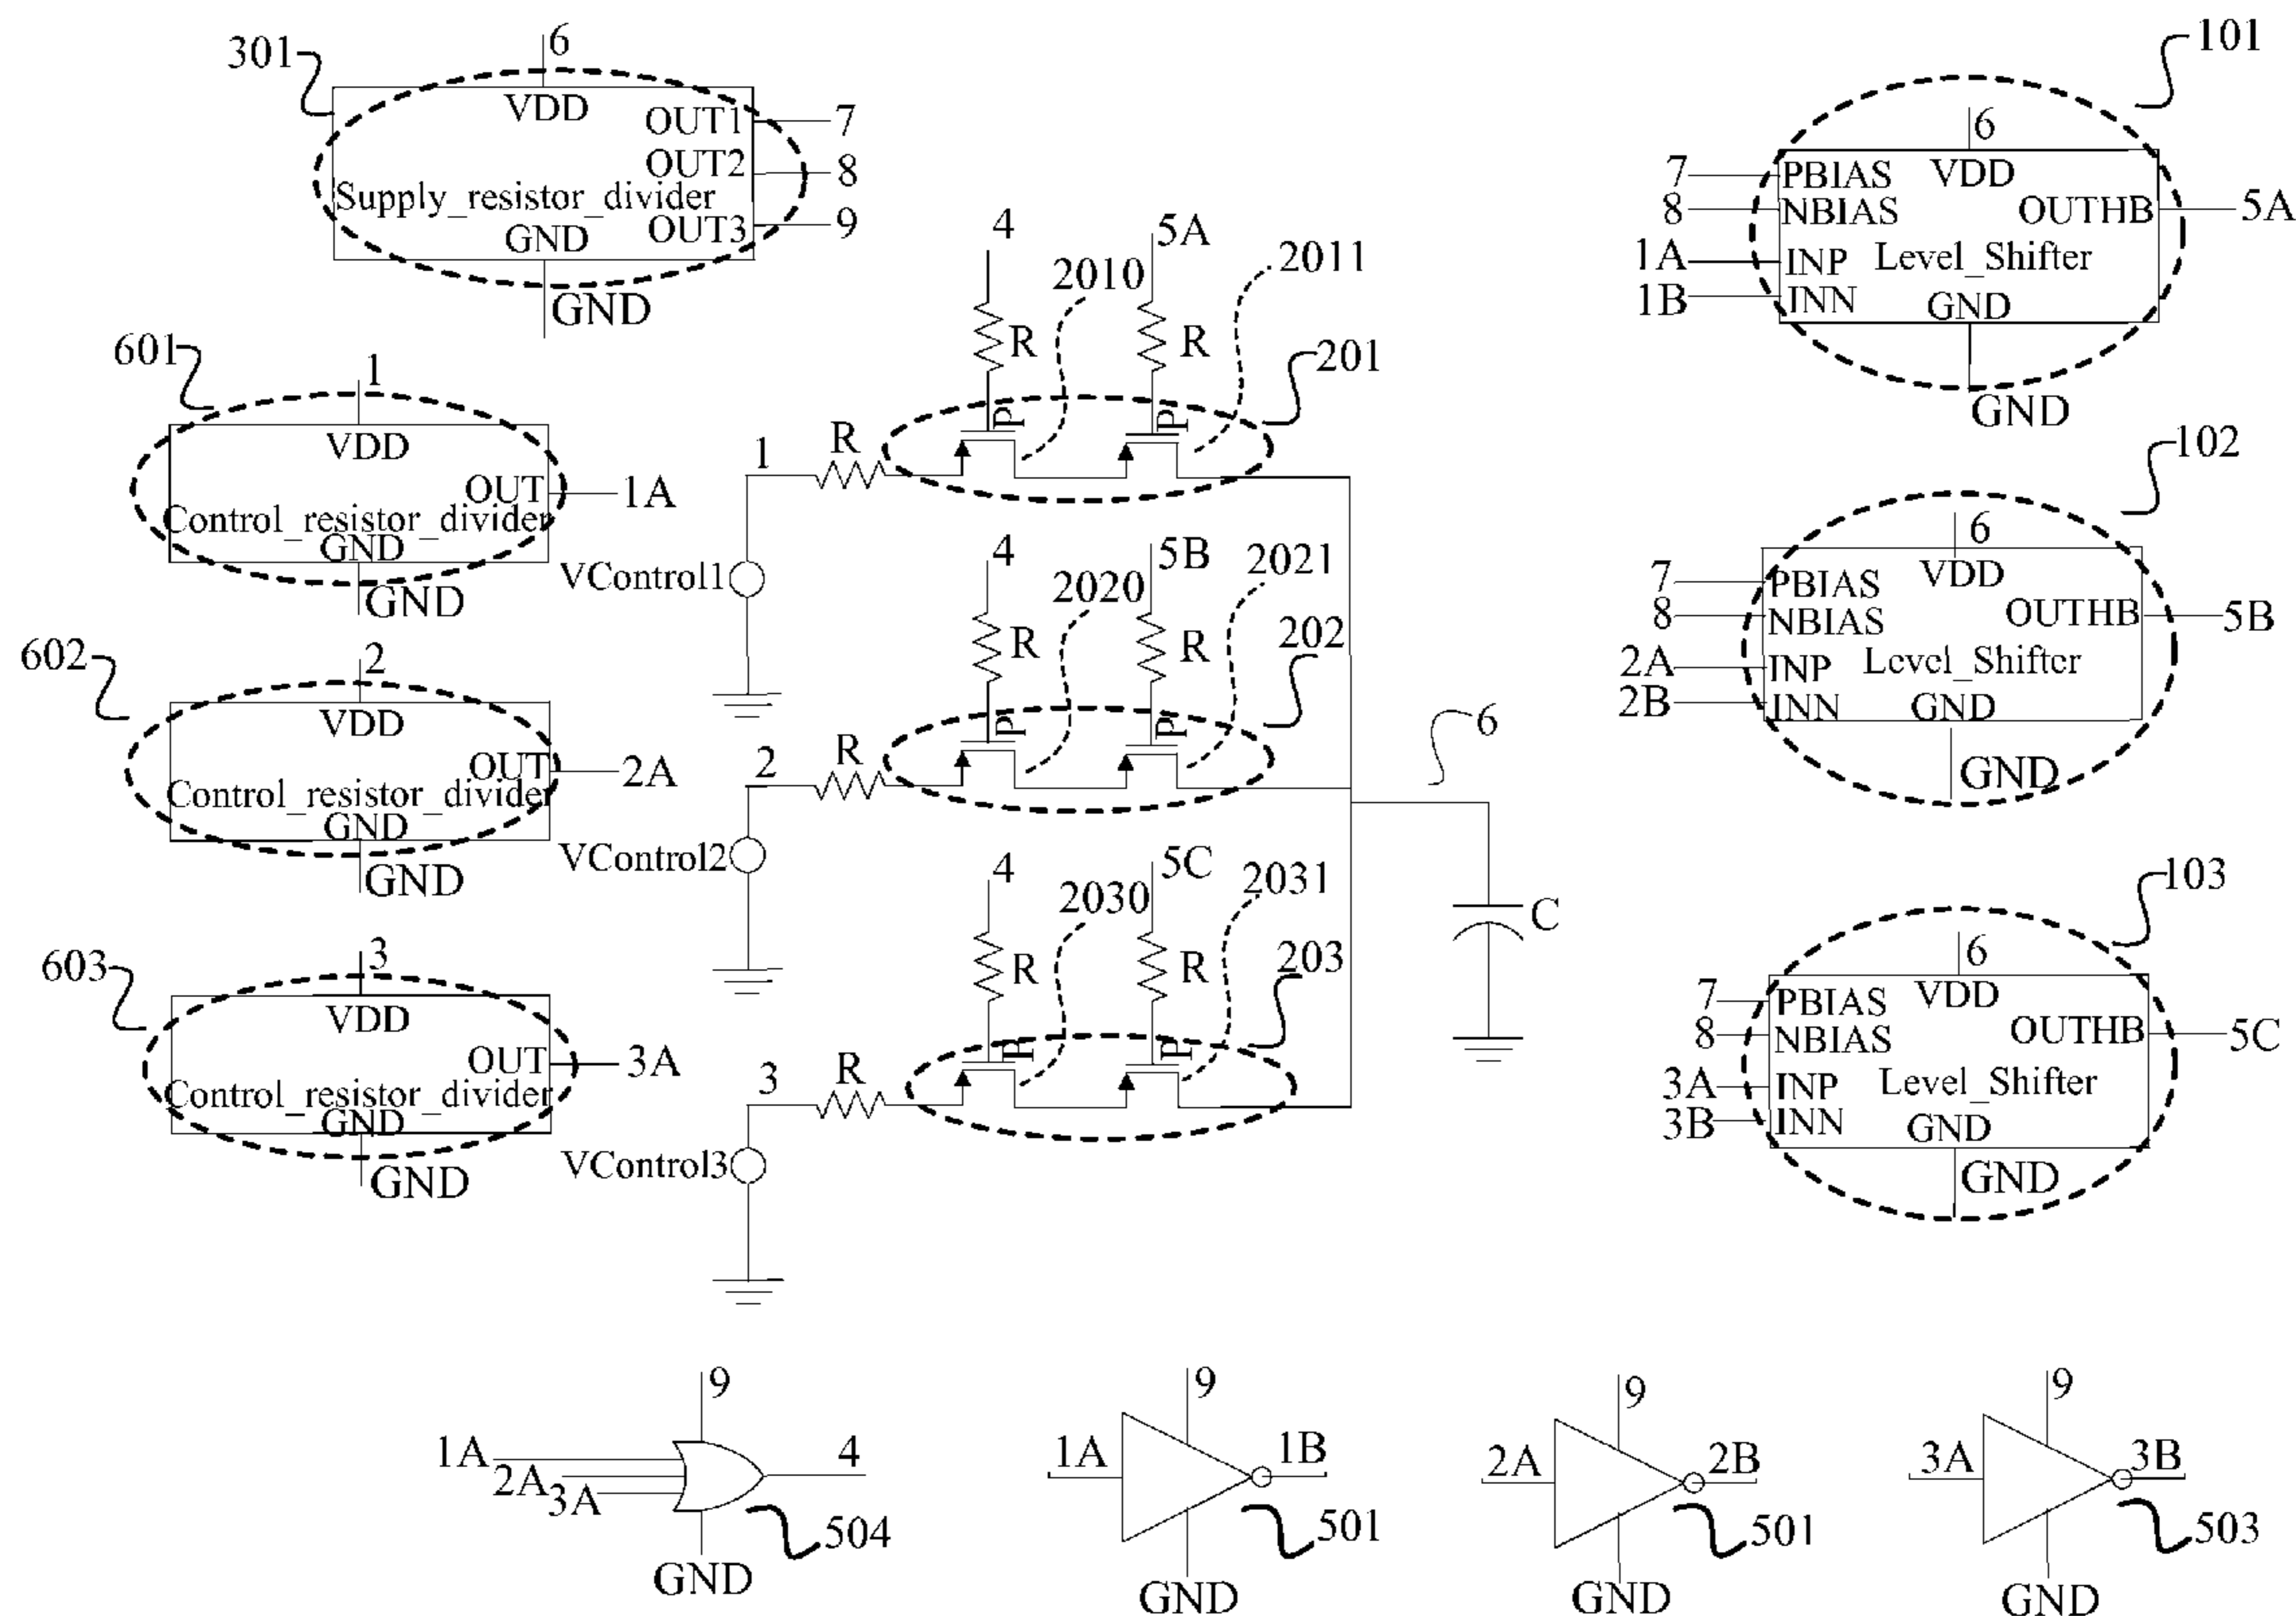 301
6
VDD
OUT1
7
OUT2
8
Supply_resistor_divider
OUT3
9
GND
GND
601
1
VDD
OUT
1A
Control_resistor_divider
GND
GND
602
2
VDD
OUT
2A
Control_resistor_divider
GND
GND
603
3
VDD
OUT
3A
Control_resistor_divider
GND
GND
4
5A
2010
2011
R
R
201
P
P
1
R
VControl1
4
5B
2020
2021
R
R
202
P
P
2
R
VControl2
6
C
4
5C
2030
2031
R
R
203
P
P
3
R
VControl3
101
6
7
PBIAS
VDD
8
NBIAS
OUTHB
5A
1A
INP
Level_Shifter
1B
INN
GND
GND
102
6
7
PBIAS
VDD
8
NBIAS
OUTHB
5B
2A
INP
Level_Shifter
2B
INN
GND
GND
103
6
7
PBIAS
VDD
8
NBIAS
OUTHB
5C
3A
INP
Level_Shifter
3B
INN
GND
GND
9
1A
2A
3A
4
504
GND
9
1A
1B
501
GND
9
2A
2B
501
GND
9
3A
3B
503
GND